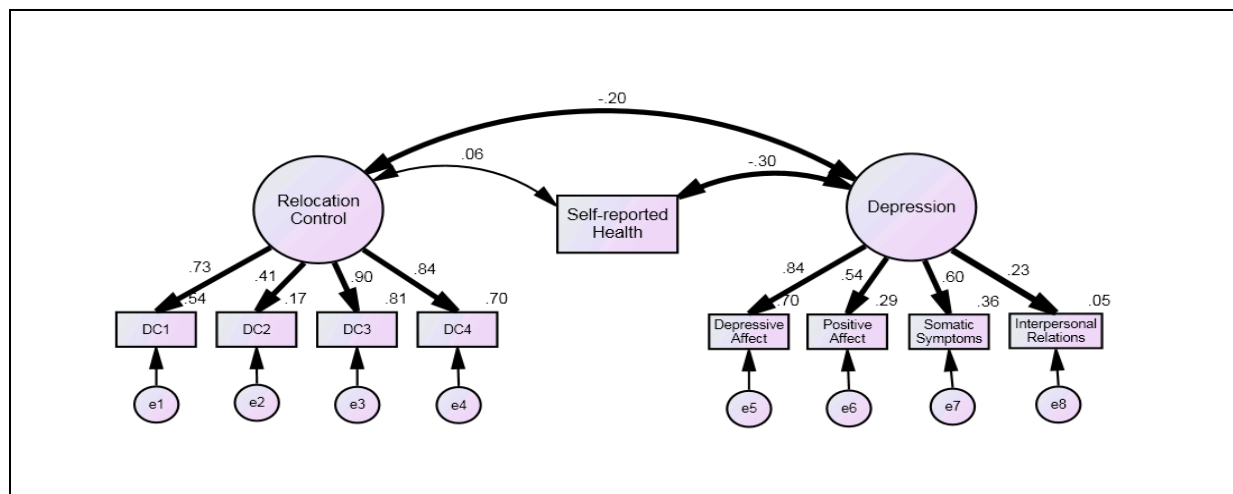 -.20
.06
-.30
Relocation
Control
Self-reported
Health
Depression
.73
.41
.90
.84
.84
.54
.60
.23
.54
.17
.81
.70
.70
.29
.36
.05
DC1
DC2
DC3
DC4
Depressive
Affect
Positive
Affect
Somatic
Symptoms
Interpersonal
Relations
e1
e2
e3
e4
e5
e6
e7
e8